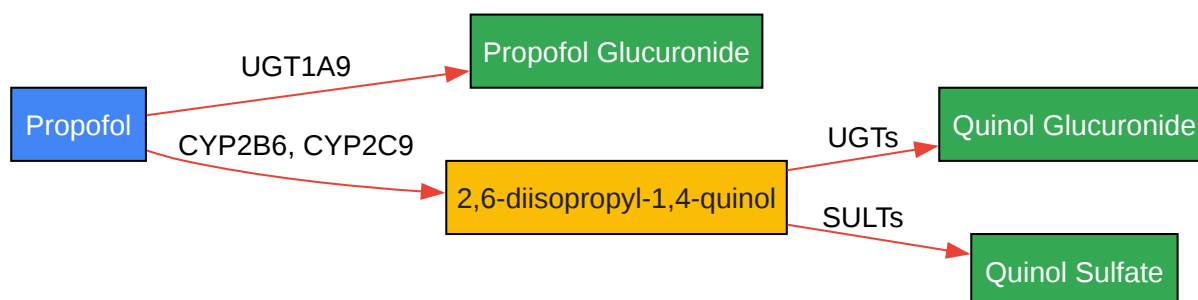 Propofol Glucuronide
UGT1A9
Propofol
CYP2B6, CYP2C9
2,6-diisopropyl-1,4-quinol
UGTs
Quinol Glucuronide
SULTs
Quinol Sulfate